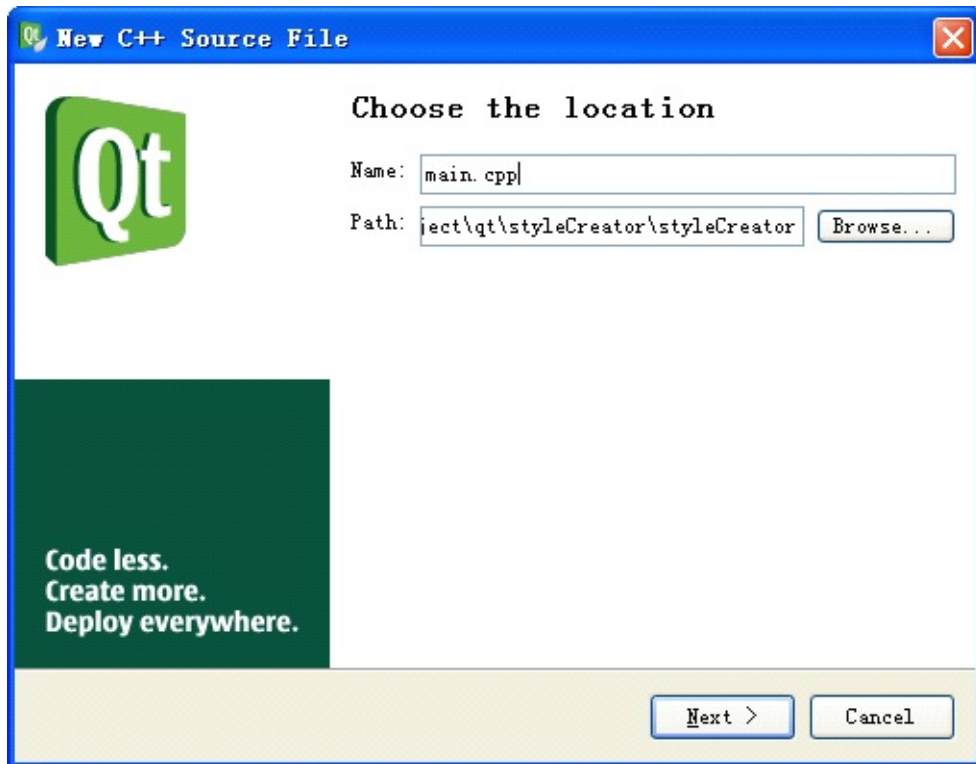 New C++ Source File
Qt
Choose the location
Name: main.cpp
Path: ject\qt\styleCreator\styleCreator Browse...
Code less.
Create more.
Deploy everywhere.
Next > Cancel